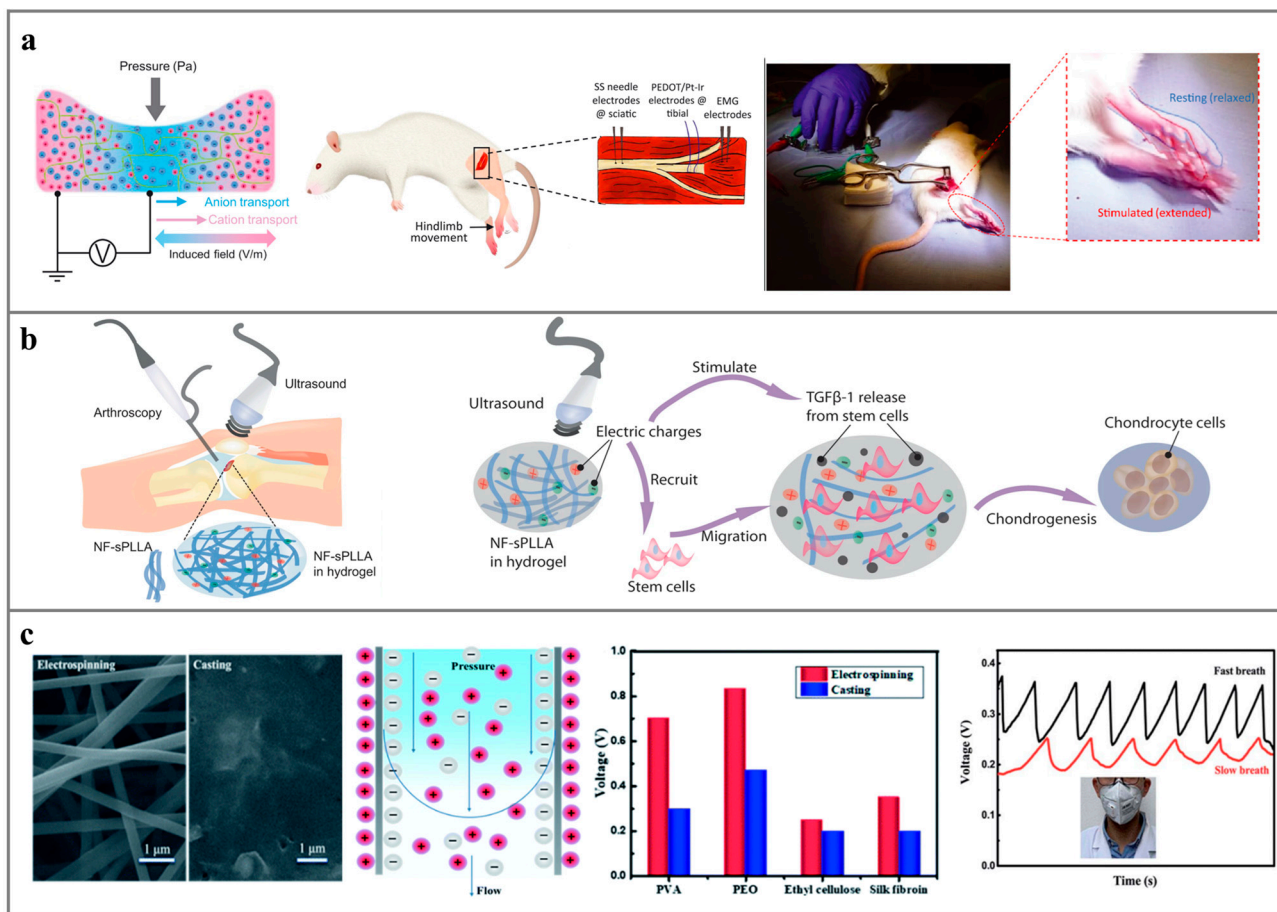 a
Pressure (Pa)
V
Anion transport
Cation transport
Induced field (V/m)
Hindlimb
movement
SS needle
electrodes
@ sciatic
PEDOT/Pt-Ir
electrodes @
tibial
EMG
electrodes
Resting (relaxed)
Stimulated (extended)
b
Arthroscopy
Ultrasound
NF-sPLLA
NF-sPLLA
in hydrogel
Ultrasound
Electric charges
NF-sPLLA
in hydrogel
Stimulate
Recruit
Stem cells
Migration
TGFβ-1 release
from stem cells
Chondrogenesis
Chondrocyte cells
c
Electrospinning
1 μm
Casting
1 μm
Pressure
Flow
Voltage (V)
1.0
0.8
0.6
0.4
0.2
0.0
Electrospinning
Casting
PVA PEO Ethyl cellulose Silk fibroin
Voltage (V)
0.4
0.3
0.2
0.1
0.0
Fast breath
Slow breath
Time (s)